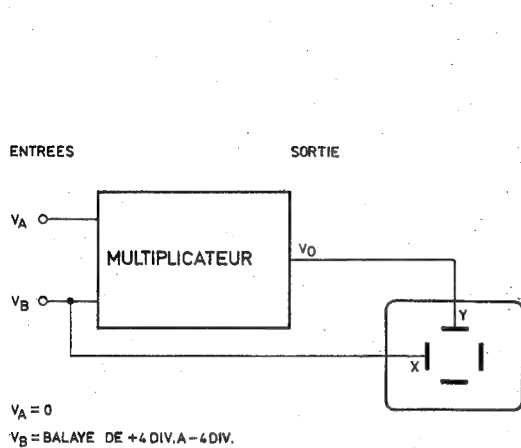 ENTREES
SORTIE
VA
MULTIPLICATEUR
VO
VB
Y
X
VA = 0
VB = BALAYE DE +4 DIV. A - 4 DIV.